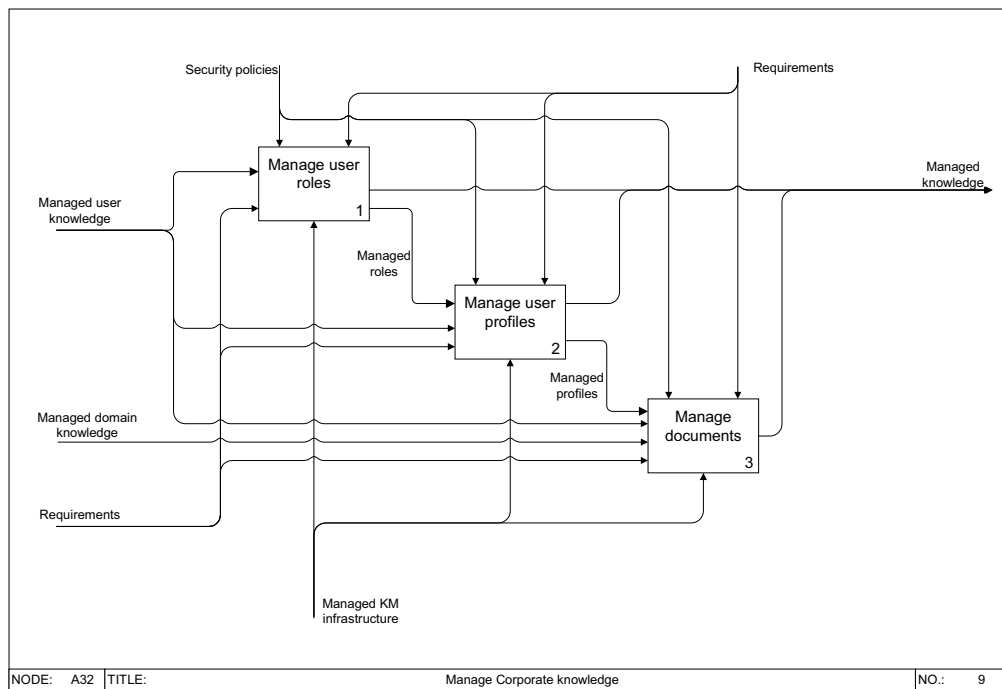 Security policies
Requirements
Manage user
roles
1
Managed
knowledge
Managed user
knowledge
Managed
roles
Manage user
profiles
2
Managed
profiles
Managed domain
knowledge
Manage
documents
3
Requirements
Managed KM
infrastructure
NODE: A32 TITLE: Manage Corporate knowledge NO.: 9